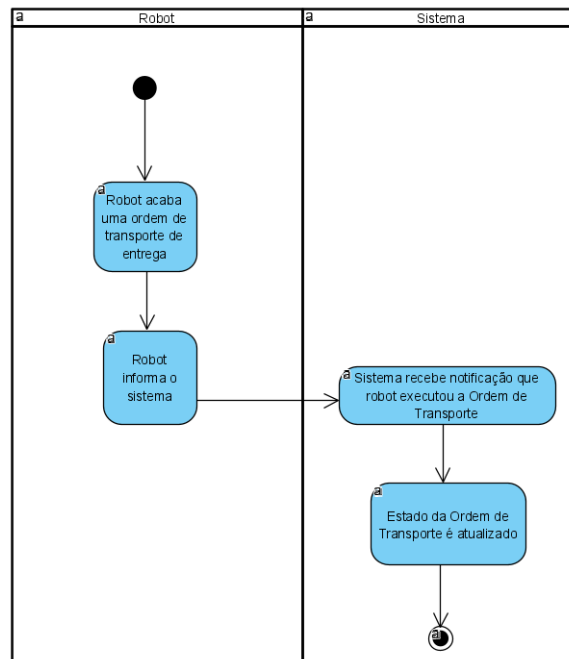 a Robot
a Sistema
a
Robot acaba
uma ordem de
transporte de
entrega
a
Robot
informa o
sistema
a
Sistema recebe notificação que
robot executou a Ordem de
Transporte
a
Estado da Ordem de
Transporte é atualizado
a